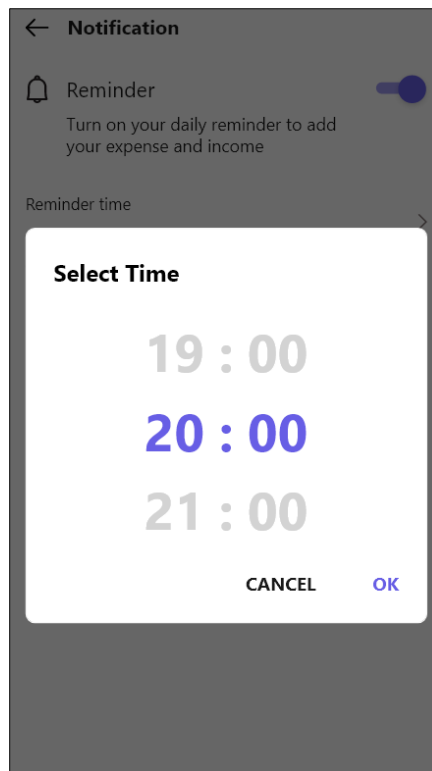 Notification
Reminder
Turn on your daily reminder to add
your expense and income
Reminder time
Select Time
19 : 00
20 : 00
21 : 00
CANCEL OK